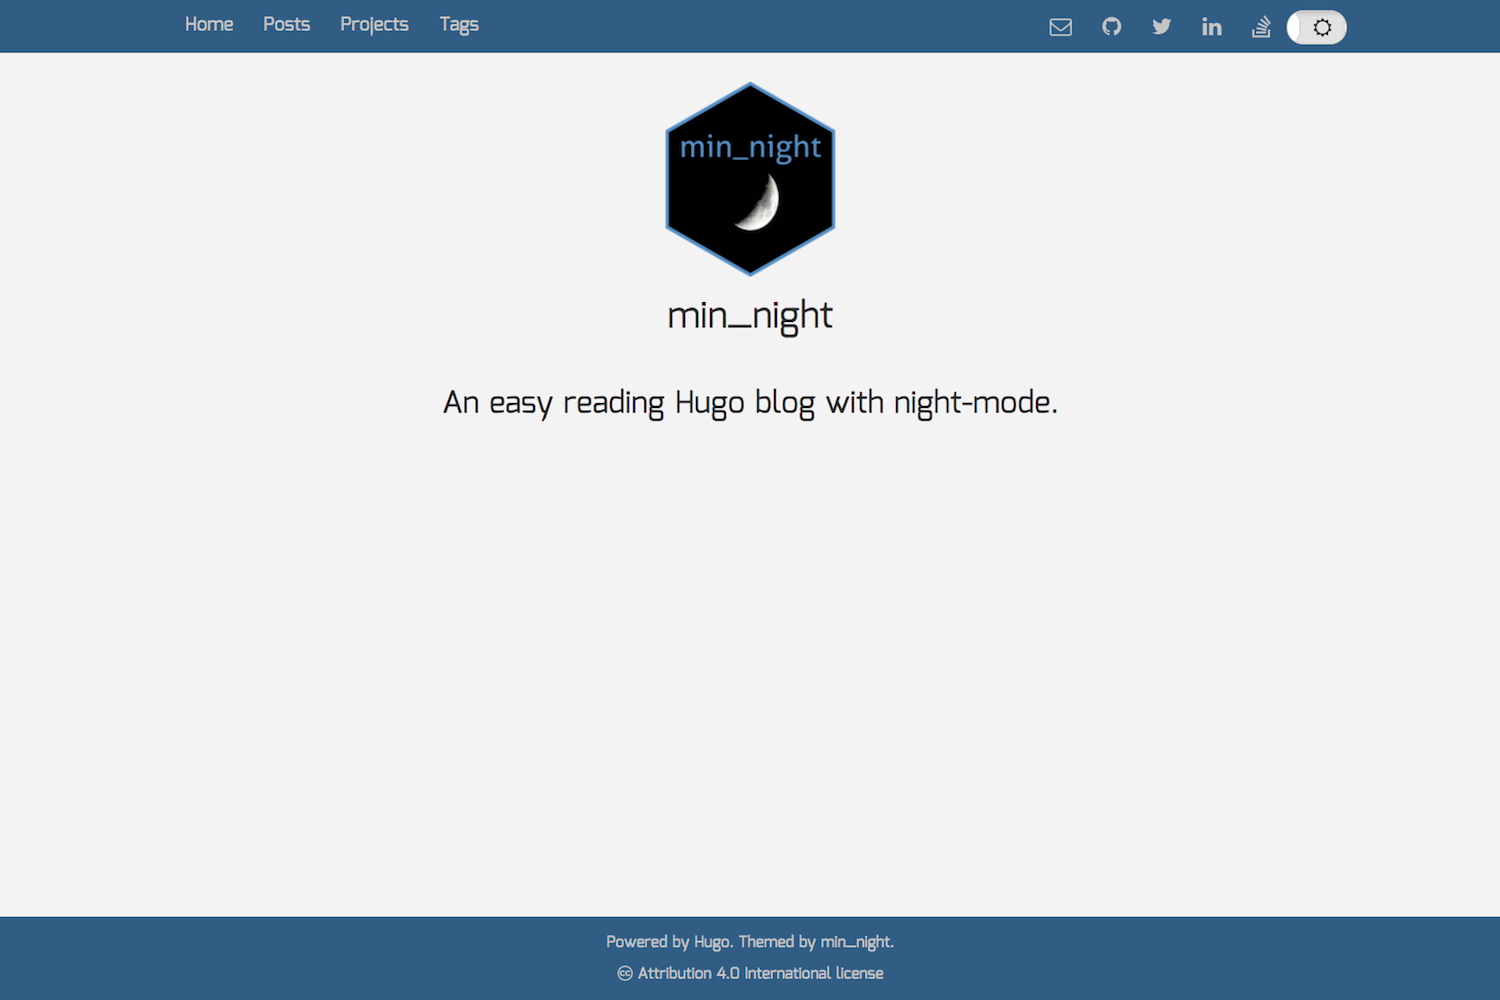 Home Posts Projects Tags
min_night
min_night
An easy reading Hugo blog with night-mode.
Powered by Hugo. Themed by min_night.
Attribution 4.0 International license